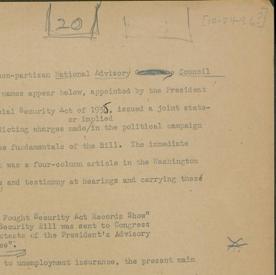 20
[10-24-36]
non-partisan National Advisory Council
names appear below, appointed by the President
cial Security Act of 1935, issued a joint state-
or implied
dicting charges made/in the political campaign
e fundamentals of the Bill. The immediate
was a four-column article in the Washington
s and testimony at hearings and carrying these
Fought Security Act Records Show"
Security Bill was sent to Congress
rotests of the President's Advisory
se".
to unemployment insurance, the present main